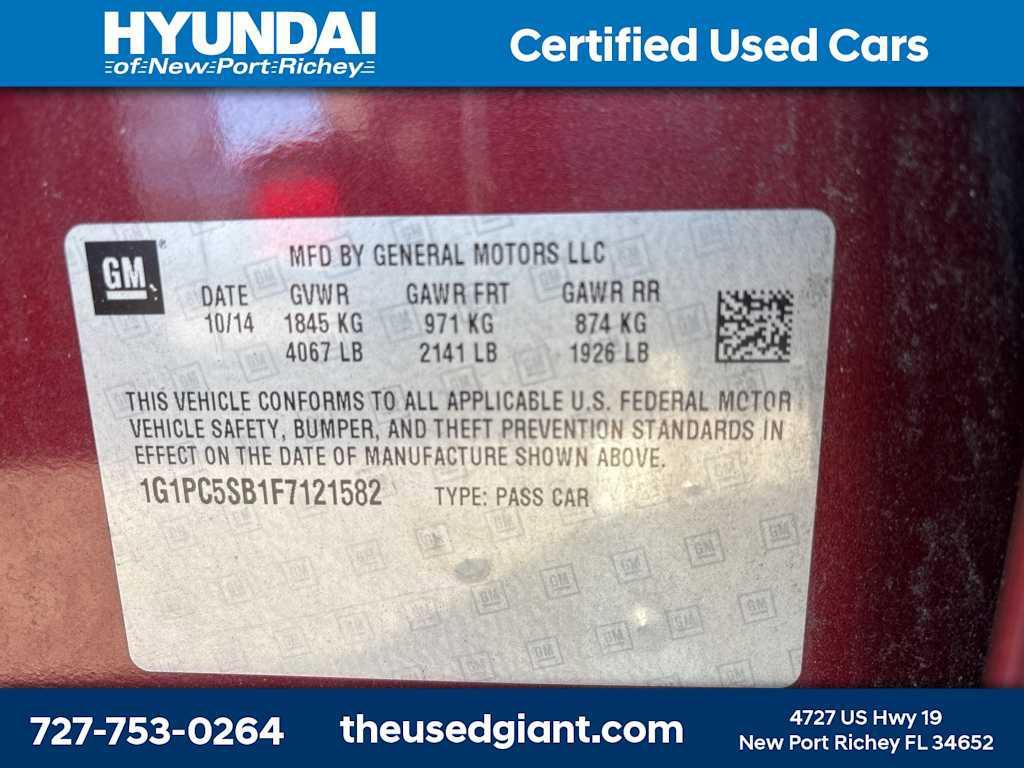 HYUNDAI
of New Port Richey
Certified Used Cars
GM
MFD BY GENERAL MOTORS LLC
DATE GVWR GAWR FRT GAWR RR
10/14 1845 KG 971 KG 874 KG
4067 LB 2141 LB 1926 LB
THIS VEHICLE CONFORMS TO ALL APPLICABLE U.S. FEDERAL MOTOR
VEHICLE SAFETY, BUMPER, AND THEFT PREVENTION STANDARDS IN
EFFECT ON THE DATE OF MANUFACTURE SHOWN ABOVE.
1G1PC5SB1F7121582 TYPE: PASS CAR
727-753-0264
theusedgiant.com
4727 US Hwy 19
New Port Richey FL 34652